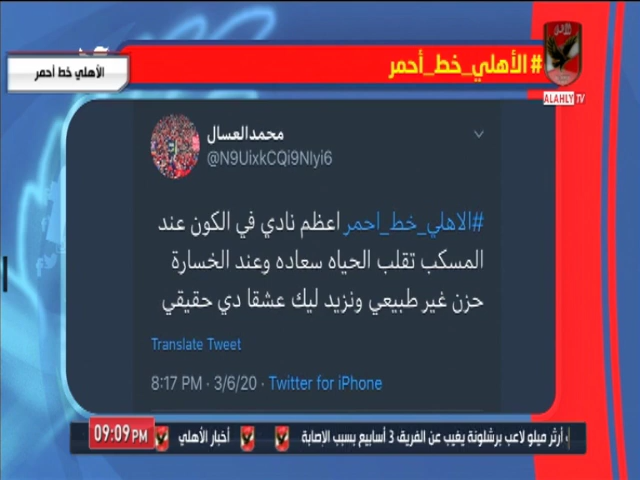 #الأهلي_خط_أحمر
الأهلي خط أحمر
ALAHLY TV
محمدالعسال
@N9UixkCQi9NIyi6
#الاهلي_خط_احمر اعظم نادي في الكون عند
المسكب تقلب الحياه سعاده وعند الخسارة
حزن غير طبيعي ونزيد ليك عشقا دي حقيقي
Translate Tweet
8:17 PM · 3/6/20 · Twitter for iPhone
أرثر ميلو لاعب برشلونة يغيب عن الفريق 3 أسابيع بسبب الإصابة
أخبار الأهلي
09:09 PM